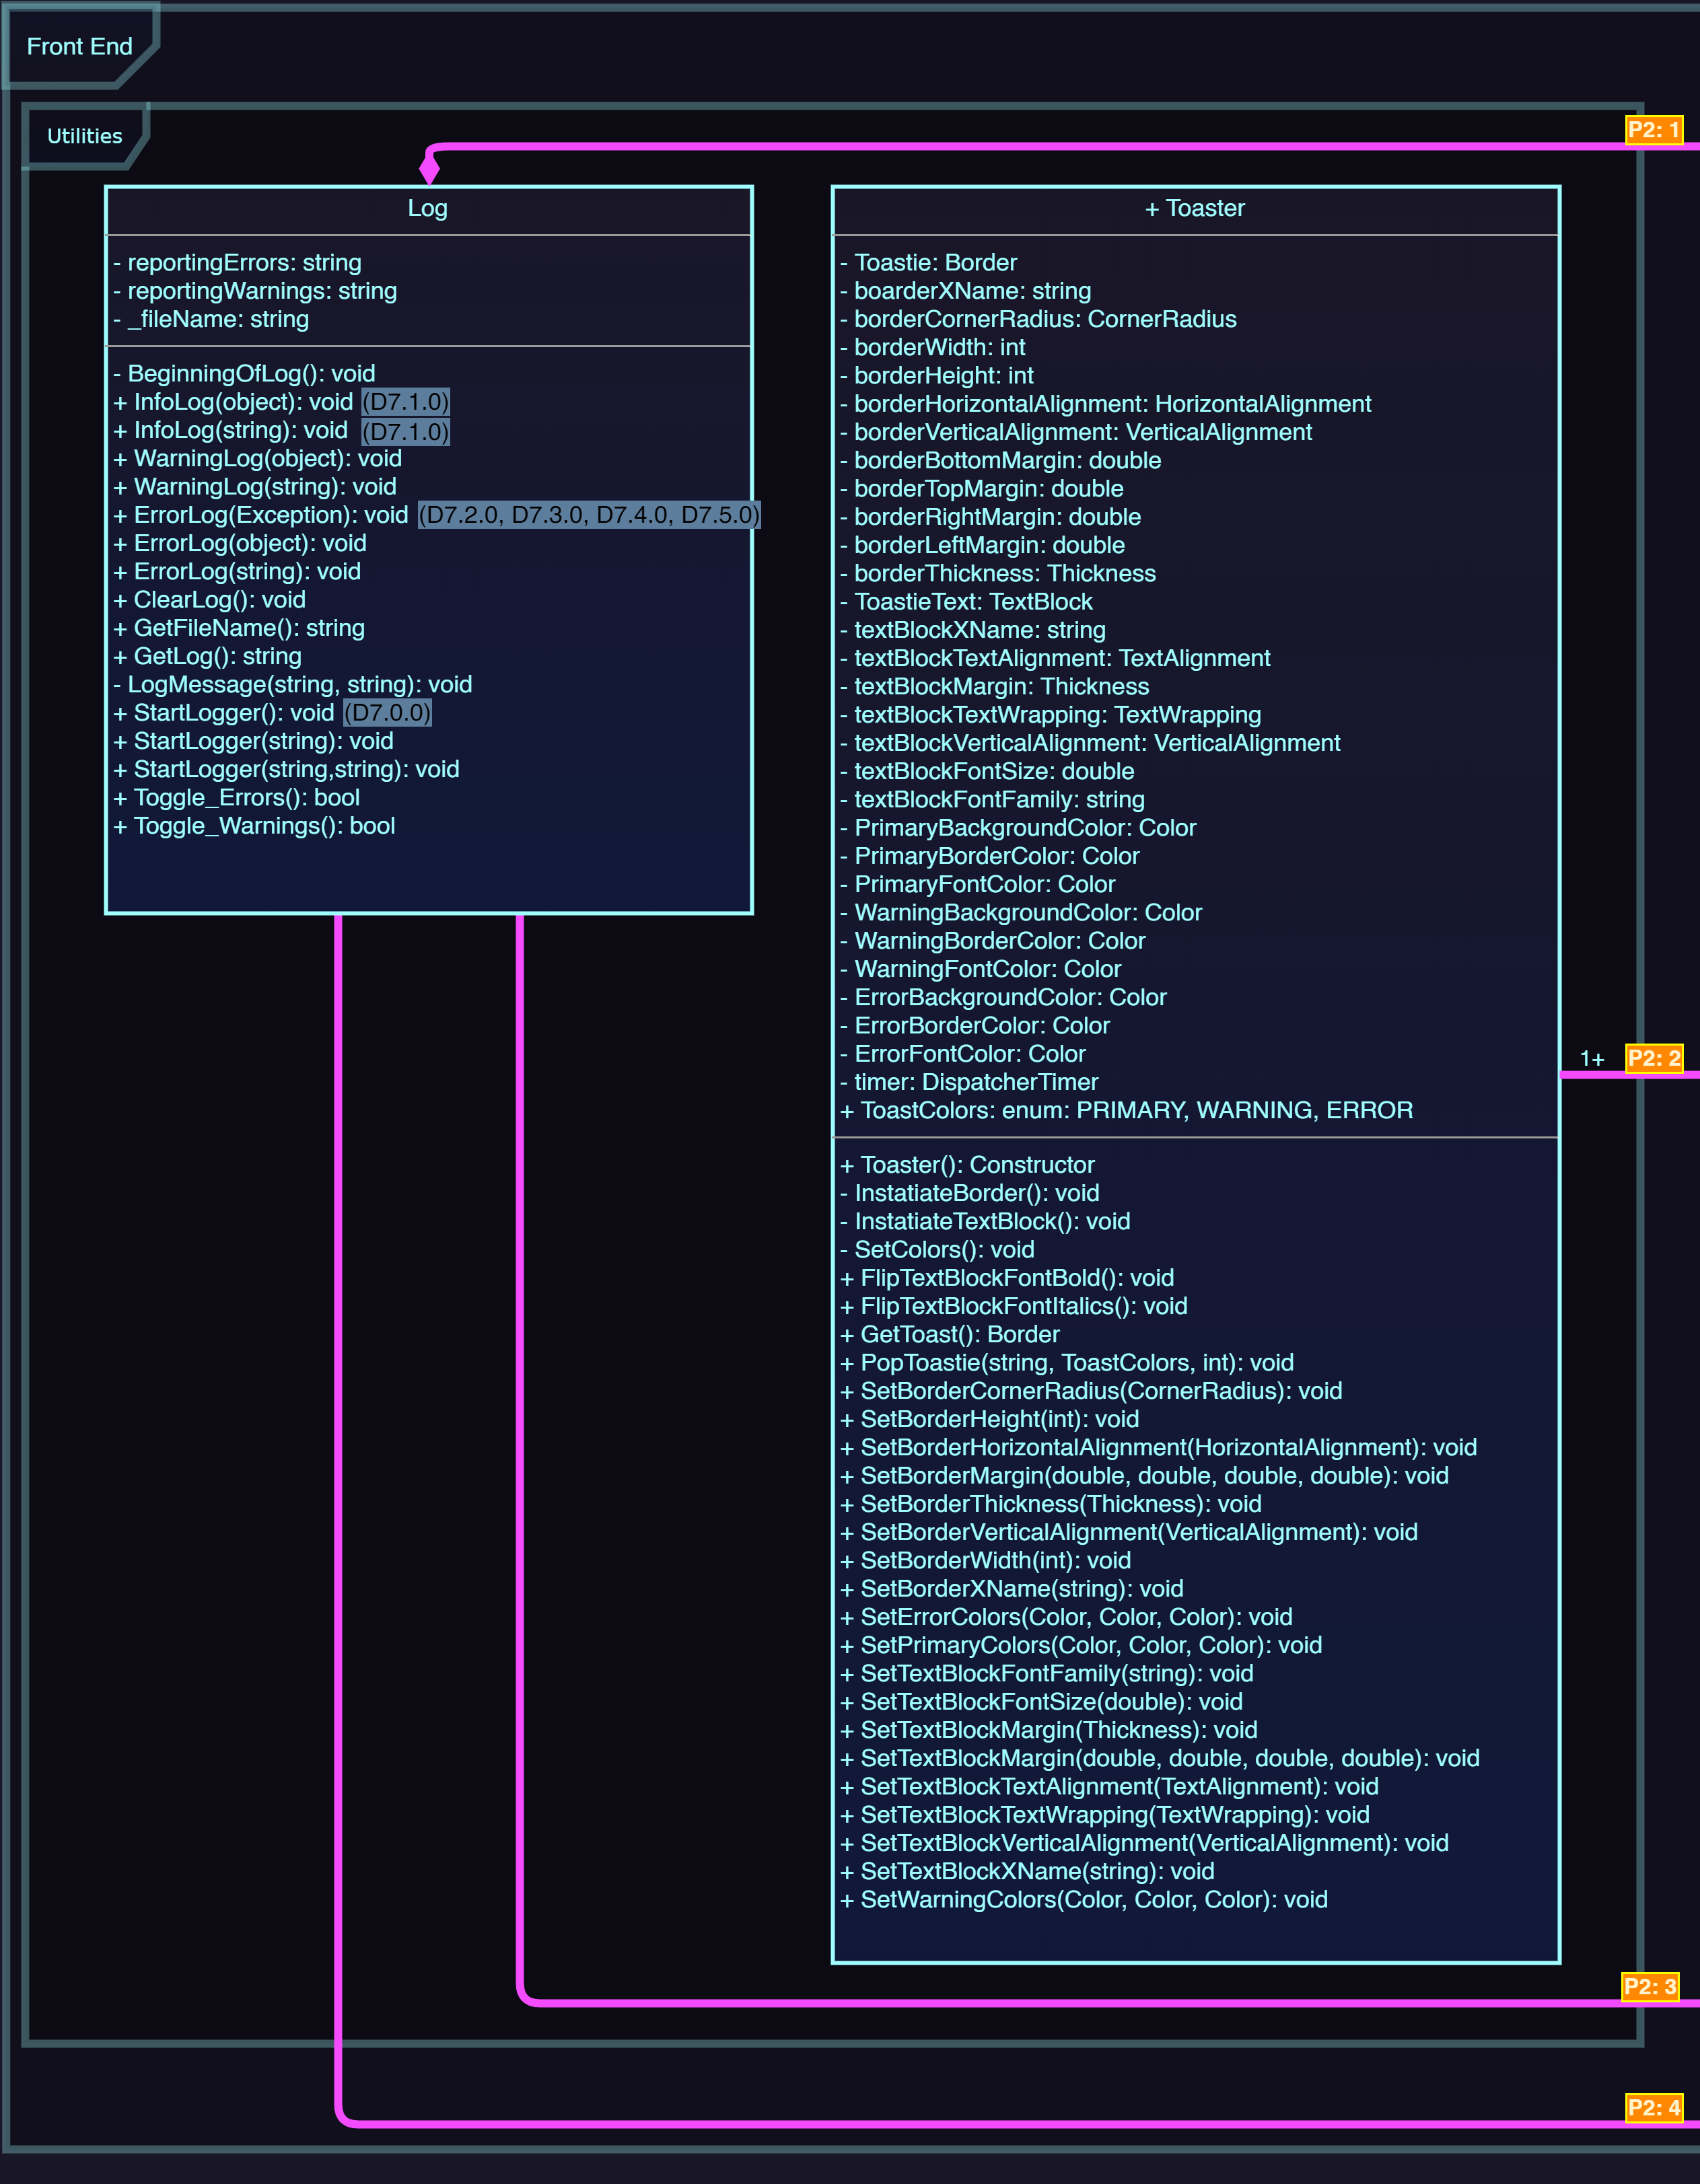 Front End
Utilities
P2: 1
Log
- reportingErrors: string
- reportingWarnings: string
- _fileName: string
- BeginningOfLog(): void
+ InfoLog(object): void (D7.1.0)
+ InfoLog(string): void (D7.1.0)
+ WarningLog(object): void
+ WarningLog(string): void
+ ErrorLog(Exception): void (D7.2.0, D7.3.0, D7.4.0, D7.5.0)
+ ErrorLog(object): void
+ ErrorLog(string): void
+ ClearLog(): void
+ GetFileName(): string
+ GetLog(): string
- LogMessage(string, string): void
+ StartLogger(): void (D7.0.0)
+ StartLogger(string): void
+ StartLogger(string,string): void
+ Toggle_Errors(): bool
+ Toggle_Warnings(): bool
+ Toaster
- Toastie: Border
- boarderXName: string
- borderCornerRadius: CornerRadius
- borderWidth: int
- borderHeight: int
- borderHorizontalAlignment: HorizontalAlignment
- borderVerticalAlignment: VerticalAlignment
- borderBottomMargin: double
- borderTopMargin: double
- borderRightMargin: double
- borderLeftMargin: double
- borderThickness: Thickness
- ToastieText: TextBlock
- textBlockXName: string
- textBlockTextAlignment: TextAlignment
- textBlockMargin: Thickness
- textBlockTextWrapping: TextWrapping
- textBlockVerticalAlignment: VerticalAlignment
- textBlockFontSize: double
- textBlockFontFamily: string
- PrimaryBackgroundColor: Color
- PrimaryBorderColor: Color
- PrimaryFontColor: Color
- WarningBackgroundColor: Color
- WarningBorderColor: Color
- WarningFontColor: Color
- ErrorBackgroundColor: Color
- ErrorBorderColor: Color
- ErrorFontColor: Color
- timer: DispatcherTimer
+ ToastColors: enum: PRIMARY, WARNING, ERROR
+ Toaster(): Constructor
- InstatiateBorder(): void
- InstatiateTextBlock(): void
- SetColors(): void
+ FlipTextBlockFontBold(): void
+ FlipTextBlockFontItalics(): void
+ GetToast(): Border
+ PopToastie(string, ToastColors, int): void
+ SetBorderCornerRadius(CornerRadius): void
+ SetBorderHeight(int): void
+ SetBorderHorizontalAlignment(HorizontalAlignment): void
+ SetBorderMargin(double, double, double, double): void
+ SetBorderThickness(Thickness): void
+ SetBorderVerticalAlignment(VerticalAlignment): void
+ SetBorderWidth(int): void
+ SetBorderXName(string): void
+ SetErrorColors(Color, Color, Color): void
+ SetPrimaryColors(Color, Color, Color): void
+ SetTextBlockFontFamily(string): void
+ SetTextBlockFontSize(double): void
+ SetTextBlockMargin(Thickness): void
+ SetTextBlockMargin(double, double, double, double): void
+ SetTextBlockTextAlignment(TextAlignment): void
+ SetTextBlockTextWrapping(TextWrapping): void
+ SetTextBlockVerticalAlignment(VerticalAlignment): void
+ SetTextBlockXName(string): void
+ SetWarningColors(Color, Color, Color): void
1+ P2: 2
P2: 3
P2: 4